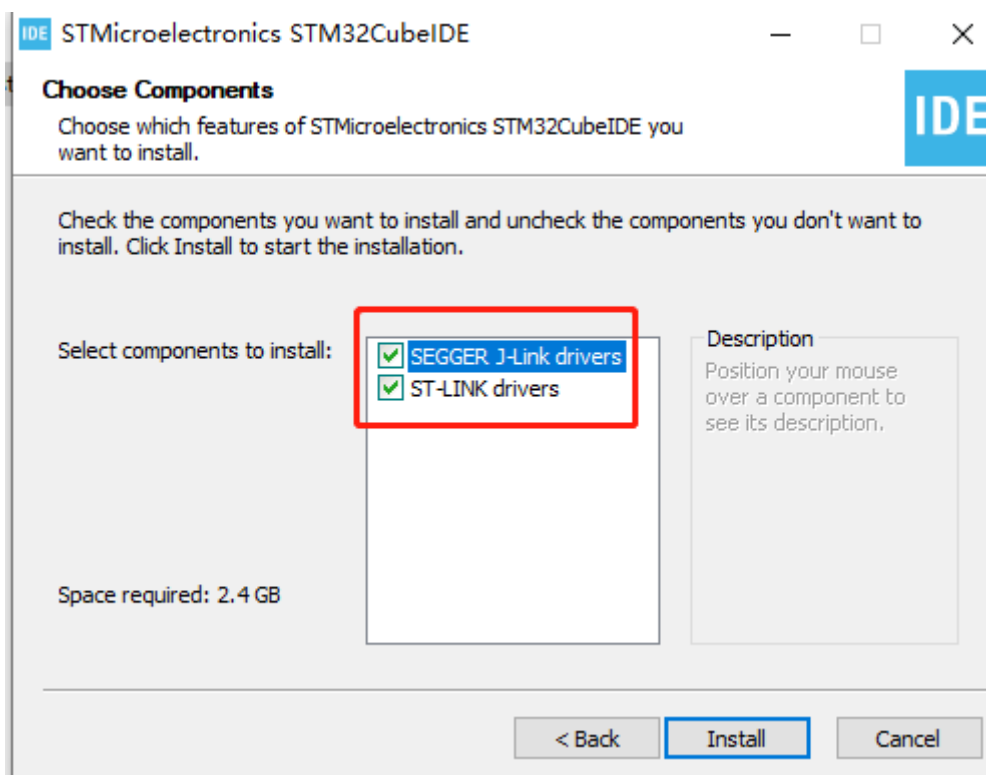 IDE STMicroelectronics STM32CubeIDE
Choose Components
Choose which features of STMicroelectronics STM32CubeIDE you
want to install.
IDE
Check the components you want to install and uncheck the components you don't want to
install. Click Install to start the installation.
Select components to install:
SEGGER J-Link drivers
ST-LINK drivers
Description
Position your mouse
over a component to
see its description.
Space required: 2.4 GB
< Back
Install
Cancel